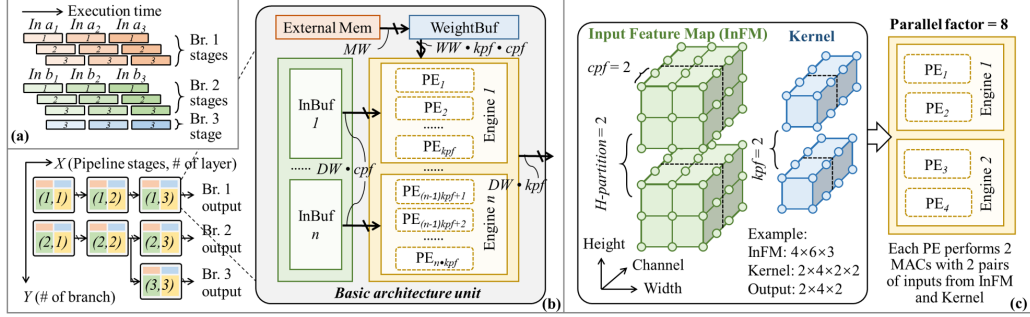 Execution time
In a1 In a2 In a3
1 1 1
2 2 2
3 3 3
Br. 1
stages
In b1 In b2 In b3
1 1 1
2 2 2
3 3 3
Br. 2
stages
3 3 3
Br. 3
stage
(a)
X (Pipeline stages, # of layer)
(1,1) (1,2) (1,3)
Br. 1
output
(2,1) (2,2) (2,3)
Br. 2
output
(3,3)
Br. 3
output
Y (# of branch)
External Mem
WeightBuf
MW
WW • kpf • cpf
InBuf
1
PE1
PE2
......
PEkpf
Engine 1
......
DW • cpf
......
DW • kpf
InBuf
n
PE(n-1)kpf+1
PE(n-1)kpf+2
......
PEn•kpf
Engine n
Basic architecture unit
(b)
Input Feature Map (InFM)
Kernel
cpf = 2
H-partition = 2
kpf = 2
Height
Channel
Width
Example:
InFM: 4×6×3
Kernel: 2×4×2×2
Output: 2×4×2
Parallel factor = 8
PE1
PE2
Engine 1
PE3
PE4
Engine 2
Each PE performs 2
MACs with 2 pairs
of inputs from InFM
and Kernel
(c)